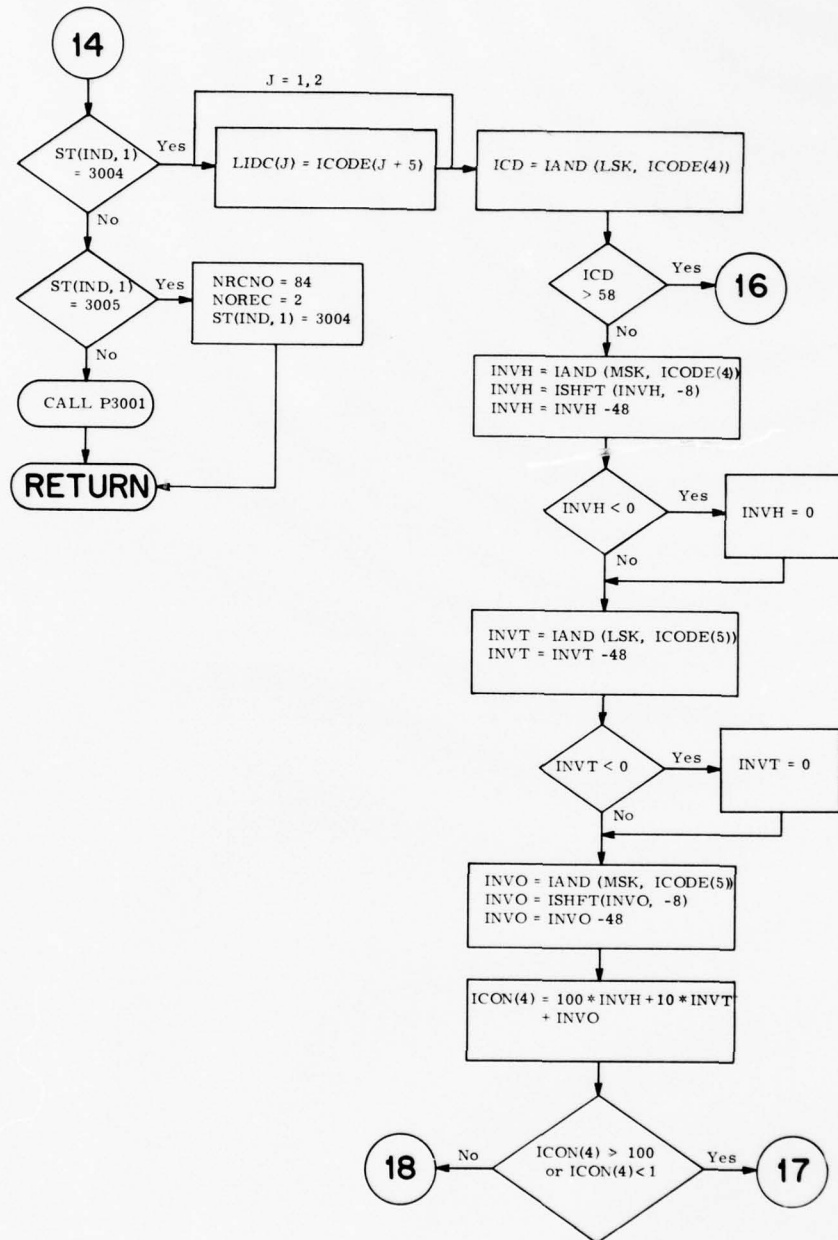 14
J = 1, 2
ST(IND, 1)
= 3004
Yes
LIDC(J) = ICODE(J + 5)
ICD = IAND (LSK, ICODE(4))
No
ST(IND, 1)
= 3005
Yes
NRCNO = 84
NOREC = 2
ST(IND, 1) = 3004
No
CALL P3001
RETURN
ICD
> 58
Yes
16
No
INVH = IAND (MSK, ICODE(4))
INVH = ISHFT (INVH, -8)
INVH = INVH -48
INVH < 0
Yes
INVH = 0
No
INVT = IAND (LSK, ICODE(5))
INVT = INVT -48
INVT < 0
Yes
INVT = 0
No
INVO = IAND (MSK, ICODE(5))
INVO = ISHFT(INVO, -8)
INVO = INVO -48
ICON(4) = 100 * INVH + 10 * INVT
+ INVO
ICON(4) > 100
or ICON(4) < 1
No
18
Yes
17